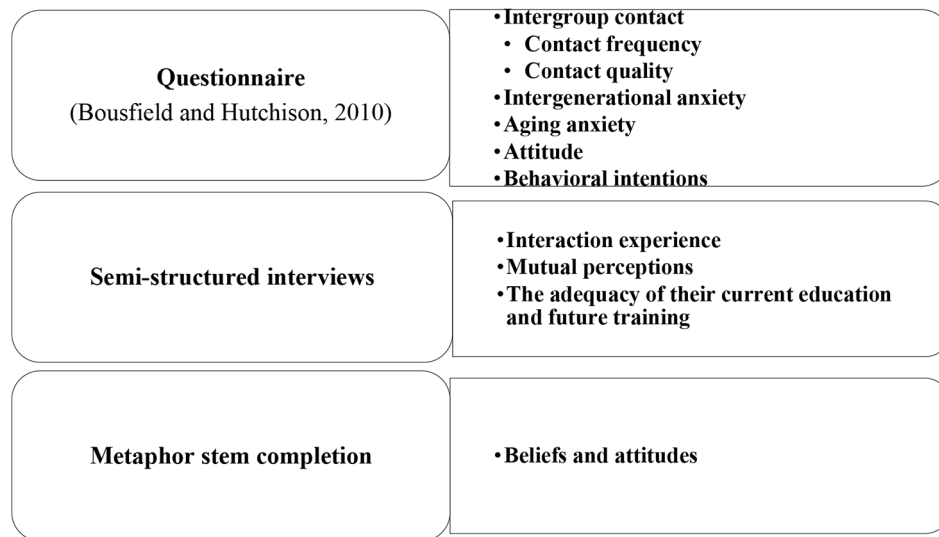 Questionnaire
(Bousfield and Hutchison, 2010)
•Intergroup contact
• Contact frequency
• Contact quality
•Intergenerational anxiety
•Aging anxiety
•Attitude
•Behavioral intentions
Semi-structured interviews
•Interaction experience
•Mutual perceptions
•The adequacy of their current education
and future training
Metaphor stem completion
•Beliefs and attitudes